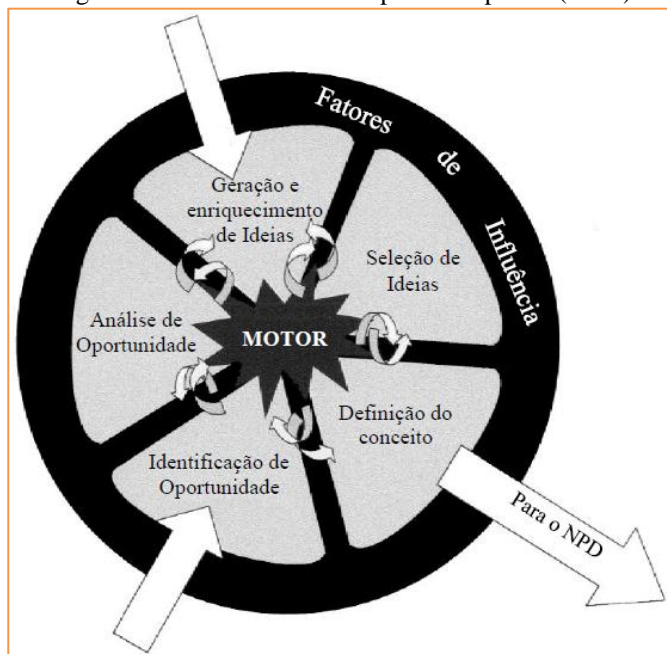 Fatores de Influência
Geração e
enriquecimento
de Ideias
Seleção de
Ideias
Análise de
Oportunidade
MOTOR
Definição do
conceito
Identificação de
Oportunidade
Para o NPD